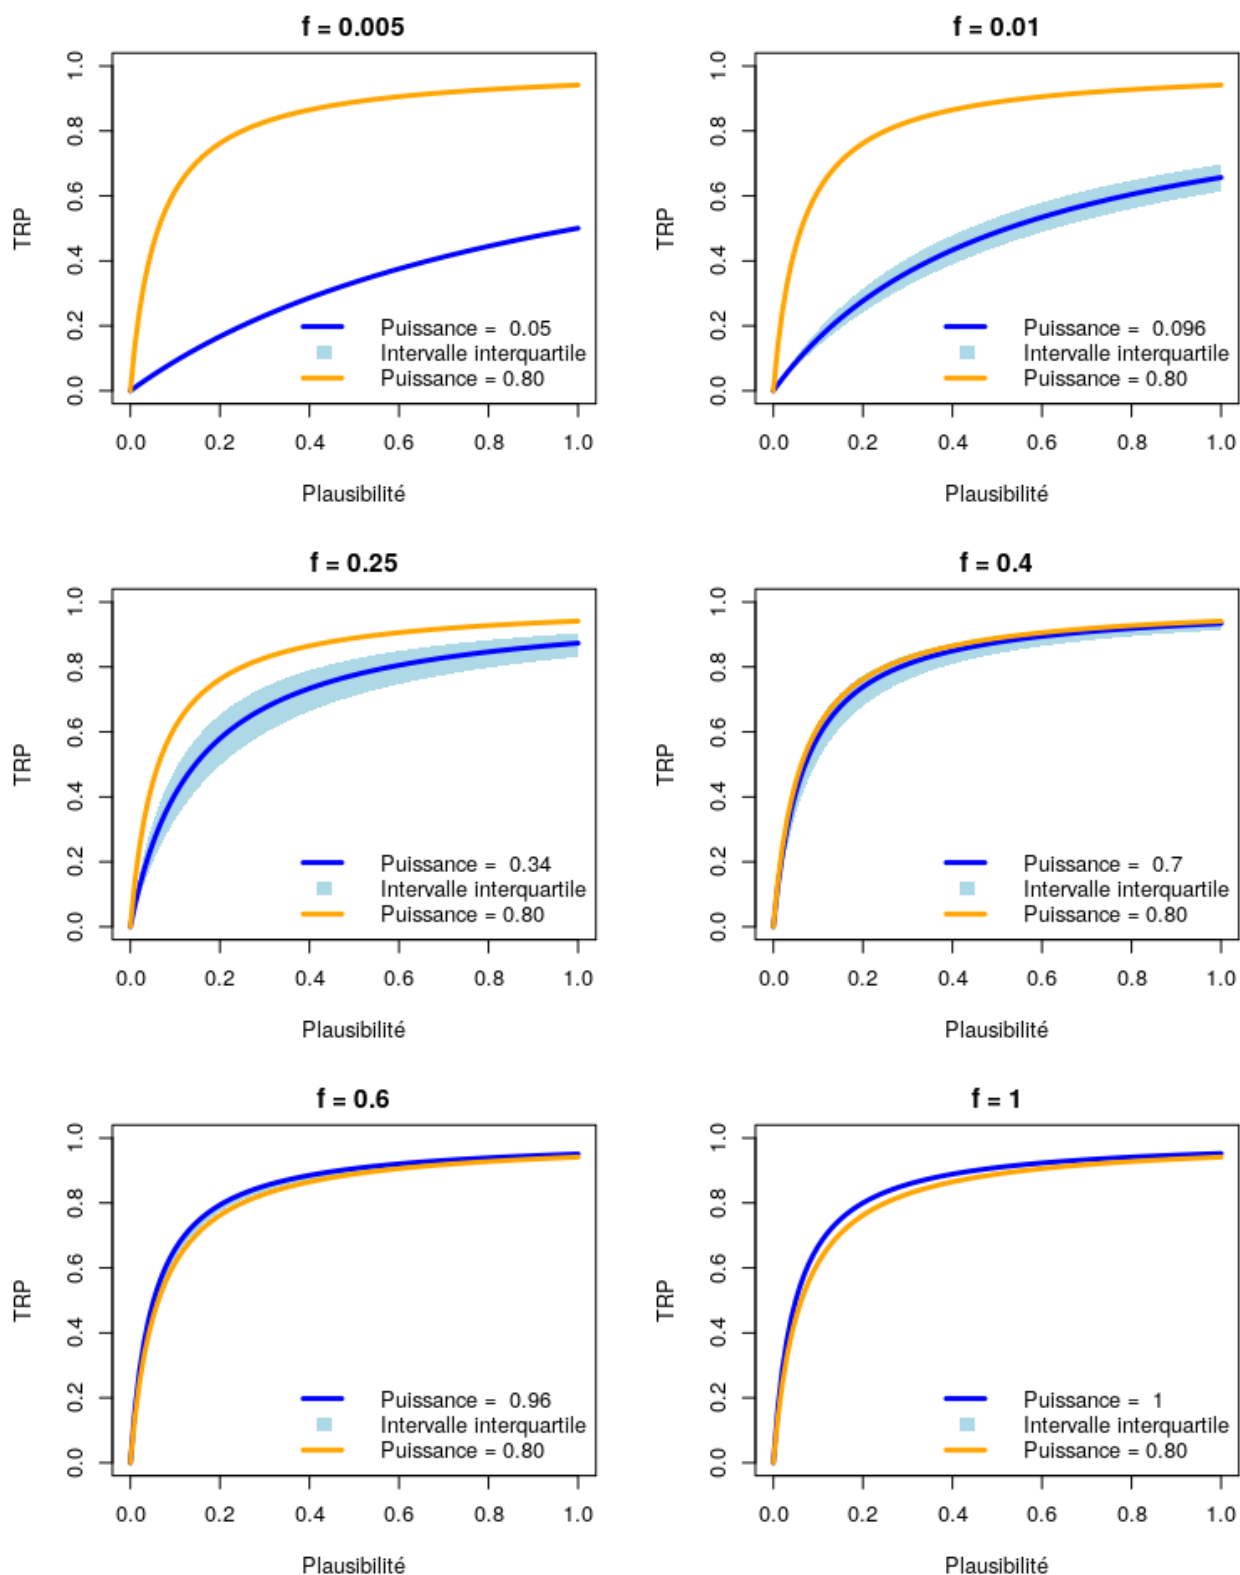 f = 0.005
TRP
1.0
0.8
0.6
0.4
0.2
0.0
Puissance = 0.05
Intervalle interquartile
Puissance = 0.80
0.0 0.2 0.4 0.6 0.8 1.0
Plausibilité
f = 0.01
TRP
1.0
0.8
0.6
0.4
0.2
0.0
Puissance = 0.096
Intervalle interquartile
Puissance = 0.80
0.0 0.2 0.4 0.6 0.8 1.0
Plausibilité
f = 0.25
TRP
1.0
0.8
0.6
0.4
0.2
0.0
Puissance = 0.34
Intervalle interquartile
Puissance = 0.80
0.0 0.2 0.4 0.6 0.8 1.0
Plausibilité
f = 0.4
TRP
1.0
0.8
0.6
0.4
0.2
0.0
Puissance = 0.7
Intervalle interquartile
Puissance = 0.80
0.0 0.2 0.4 0.6 0.8 1.0
Plausibilité
f = 0.6
TRP
1.0
0.8
0.6
0.4
0.2
0.0
Puissance = 0.96
Intervalle interquartile
Puissance = 0.80
0.0 0.2 0.4 0.6 0.8 1.0
Plausibilité
f = 1
TRP
1.0
0.8
0.6
0.4
0.2
0.0
Puissance = 1
Intervalle interquartile
Puissance = 0.80
0.0 0.2 0.4 0.6 0.8 1.0
Plausibilité